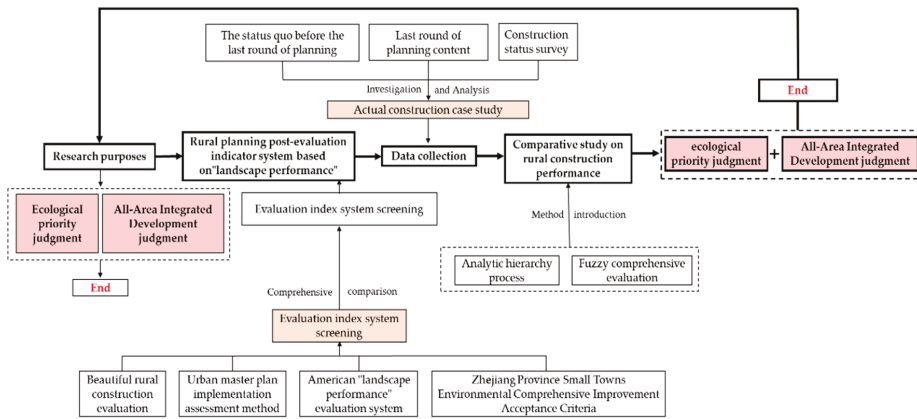 The status quo before the
last round of planning
Last round of
planning content
Construction
status survey
Investigation and Analysis
Actual construction case study
End
Research purposes
Rural planning post-evaluation
indicator system based
on"landscape performance"
Data collection
Comparative study on
rural construction
performance
ecological
priority judgment
+
All-Area Integrated
Development judgment
Ecological
priority
judgment
All-Area Integrated
Development
judgment
End
Evaluation index system screening
Method introduction
Analytic hierarchy
process
Fuzzy comprehensive
evaluation
Comprehensive comparison
Evaluation index system
screening
Beautiful rural
construction
evaluation
Urban master plan
implementation
assessment method
American "landscape
performance"
evaluation system
Zhejiang Province Small Towns
Environmental Comprehensive Improvement
Acceptance Criteria